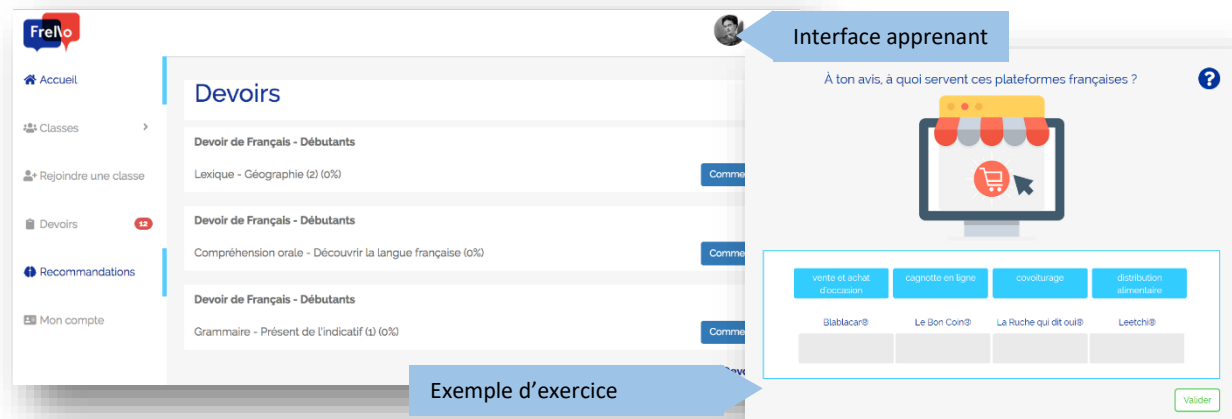 Frello
Interface apprenant
Accueil
Classes
Rejoindre une classe
Devoirs
12
Recommandations
Mon compte
Devoirs
Devoir de Français - Débutants
Lexique - Géographie (2) (0%)
Comme
Devoir de Français - Débutants
Compréhension orale - Découvrir la langue française (0%)
Comme
Devoir de Français - Débutants
Grammaire - Présent de l'indicatif (1) (0%)
Comme
Exemple d’exercice
À ton avis, à quoi servent ces plateformes françaises ?
?
vente et achat
d'occasion
cagnotte en ligne
covoiturage
distribution
alimentaire
Blablacar®
Le Bon Coin®
La Ruche qui dit oui®
Leetchi®
Valider